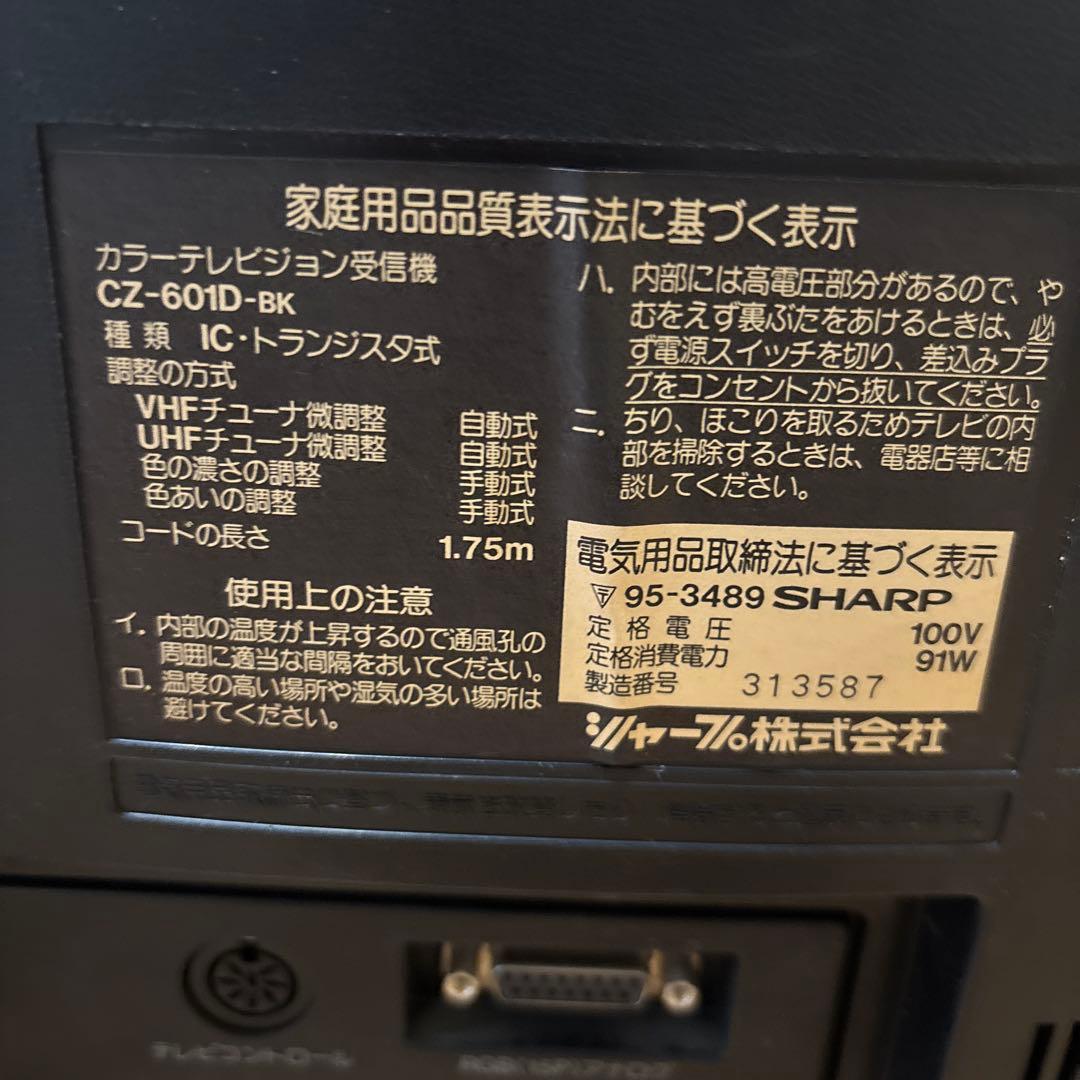 家庭用品品質表示法に基づく表示
カラーテレビジョン受信機
CZ-601D-BK
種類 IC・トランジスタ式
調整の方式
VHFチューナ微調整 自動式
UHFチューナ微調整 自動式
色の濃さの調整 手動式
色あいの調整 手動式
コードの長さ 1.75m
使用上の注意
イ. 内部の温度が上昇するので通風孔の
周囲に適当な間隔をおいてください。
ロ. 温度の高い場所や湿気の多い場所は
避けてください。
ハ. 内部には高電圧部分があるので、や
むをえず裏ぶたをあけるときは、必
ず電源スイッチを切り、差込みプラ
グをコンセントから抜いてください。
ニ. ちり、ほこりを取るためテレビの内
部を掃除するときは、電器店等に相
談してください。
電気用品取締法に基づく表示
〒 95-3489 SHARP
定格電圧 100V
定格消費電力 91W
製造番号 313587
シャープ株式会社
テレビコントロール
RGB(15P)アナログ